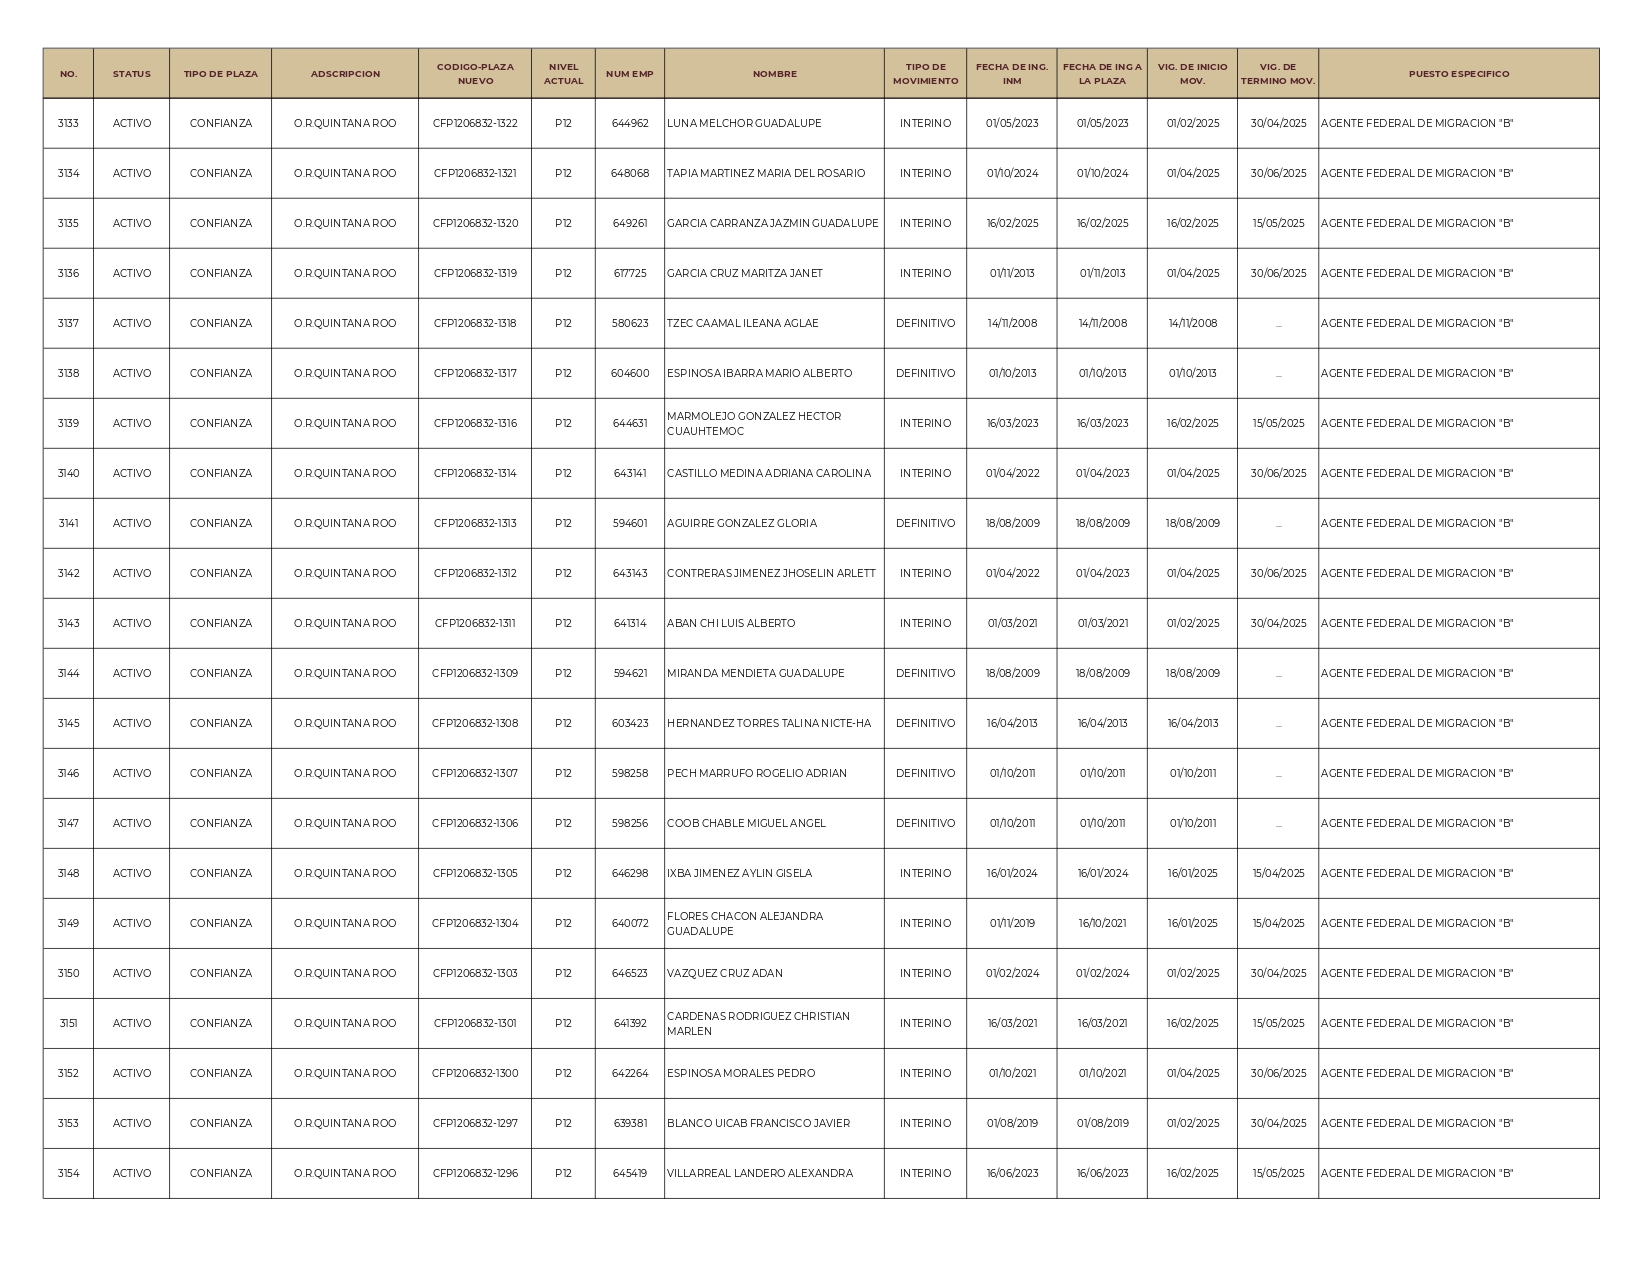 NO. STATUS TIPO DE PLAZA ADSCRIPCION CODIGO-PLAZA NUEVO NIVEL ACTUAL NUM EMP NOMBRE TIPO DE MOVIMIENTO FECHA DE ING. INM FECHA DE ING A LA PLAZA VIG. DE INICIO MOV. VIG. DE TERMINO MOV. PUESTO ESPECIFICO
3133 ACTIVO CONFIANZA O.R.QUINTANA ROO CFP1206832-1322 P12 644962 LUNA MELCHOR GUADALUPE INTERINO 01/05/2023 01/05/2023 01/02/2025 30/04/2025 AGENTE FEDERAL DE MIGRACION "B"
3134 ACTIVO CONFIANZA O.R.QUINTANA ROO CFP1206832-1321 P12 648068 TAPIA MARTINEZ MARIA DEL ROSARIO INTERINO 01/10/2024 01/10/2024 01/04/2025 30/06/2025 AGENTE FEDERAL DE MIGRACION "B"
3135 ACTIVO CONFIANZA O.R.QUINTANA ROO CFP1206832-1320 P12 649261 GARCIA CARRANZA JAZMIN GUADALUPE INTERINO 16/02/2025 16/02/2025 16/02/2025 15/05/2025 AGENTE FEDERAL DE MIGRACION "B"
3136 ACTIVO CONFIANZA O.R.QUINTANA ROO CFP1206832-1319 P12 617725 GARCIA CRUZ MARITZA JANET INTERINO 01/11/2013 01/11/2013 01/04/2025 30/06/2025 AGENTE FEDERAL DE MIGRACION "B"
3137 ACTIVO CONFIANZA O.R.QUINTANA ROO CFP1206832-1318 P12 580623 TZEC CAAMAL ILEANA AGLAE DEFINITIVO 14/11/2008 14/11/2008 14/11/2008 ... AGENTE FEDERAL DE MIGRACION "B"
3138 ACTIVO CONFIANZA O.R.QUINTANA ROO CFP1206832-1317 P12 604600 ESPINOSA IBARRA MARIO ALBERTO DEFINITIVO 01/10/2013 01/10/2013 01/10/2013 ... AGENTE FEDERAL DE MIGRACION "B"
3139 ACTIVO CONFIANZA O.R.QUINTANA ROO CFP1206832-1316 P12 644631 MARMOLEJO GONZALEZ HECTOR CUAUHTEMOC INTERINO 16/03/2023 16/03/2023 16/02/2025 15/05/2025 AGENTE FEDERAL DE MIGRACION "B"
3140 ACTIVO CONFIANZA O.R.QUINTANA ROO CFP1206832-1314 P12 643141 CASTILLO MEDINA ADRIANA CAROLINA INTERINO 01/04/2022 01/04/2023 01/04/2025 30/06/2025 AGENTE FEDERAL DE MIGRACION "B"
3141 ACTIVO CONFIANZA O.R.QUINTANA ROO CFP1206832-1313 P12 594601 AGUIRRE GONZALEZ GLORIA DEFINITIVO 18/08/2009 18/08/2009 18/08/2009 ... AGENTE FEDERAL DE MIGRACION "B"
3142 ACTIVO CONFIANZA O.R.QUINTANA ROO CFP1206832-1312 P12 643143 CONTRERAS JIMENEZ JHOSELIN ARLETT INTERINO 01/04/2022 01/04/2023 01/04/2025 30/06/2025 AGENTE FEDERAL DE MIGRACION "B"
3143 ACTIVO CONFIANZA O.R.QUINTANA ROO CFP1206832-1311 P12 641314 ABAN CHI LUIS ALBERTO INTERINO 01/03/2021 01/03/2021 01/02/2025 30/04/2025 AGENTE FEDERAL DE MIGRACION "B"
3144 ACTIVO CONFIANZA O.R.QUINTANA ROO CFP1206832-1309 P12 594621 MIRANDA MENDIETA GUADALUPE DEFINITIVO 18/08/2009 18/08/2009 18/08/2009 ... AGENTE FEDERAL DE MIGRACION "B"
3145 ACTIVO CONFIANZA O.R.QUINTANA ROO CFP1206832-1308 P12 603423 HERNANDEZ TORRES TALINA NICTE-HA DEFINITIVO 16/04/2013 16/04/2013 16/04/2013 ... AGENTE FEDERAL DE MIGRACION "B"
3146 ACTIVO CONFIANZA O.R.QUINTANA ROO CFP1206832-1307 P12 598258 PECH MARRUFO ROGELIO ADRIAN DEFINITIVO 01/10/2011 01/10/2011 01/10/2011 ... AGENTE FEDERAL DE MIGRACION "B"
3147 ACTIVO CONFIANZA O.R.QUINTANA ROO CFP1206832-1306 P12 598256 COOB CHABLE MIGUEL ANGEL DEFINITIVO 01/10/2011 01/10/2011 01/10/2011 ... AGENTE FEDERAL DE MIGRACION "B"
3148 ACTIVO CONFIANZA O.R.QUINTANA ROO CFP1206832-1305 P12 646298 IXBA JIMENEZ AYLIN GISELA INTERINO 16/01/2024 16/01/2024 16/01/2025 15/04/2025 AGENTE FEDERAL DE MIGRACION "B"
3149 ACTIVO CONFIANZA O.R.QUINTANA ROO CFP1206832-1304 P12 640072 FLORES CHACON ALEJANDRA GUADALUPE INTERINO 01/11/2019 16/10/2021 16/01/2025 15/04/2025 AGENTE FEDERAL DE MIGRACION "B"
3150 ACTIVO CONFIANZA O.R.QUINTANA ROO CFP1206832-1303 P12 646523 VAZQUEZ CRUZ ADAN INTERINO 01/02/2024 01/02/2024 01/02/2025 30/04/2025 AGENTE FEDERAL DE MIGRACION "B"
3151 ACTIVO CONFIANZA O.R.QUINTANA ROO CFP1206832-1301 P12 641392 CARDENAS RODRIGUEZ CHRISTIAN MARLEN INTERINO 16/03/2021 16/03/2021 16/02/2025 15/05/2025 AGENTE FEDERAL DE MIGRACION "B"
3152 ACTIVO CONFIANZA O.R.QUINTANA ROO CFP1206832-1300 P12 642264 ESPINOSA MORALES PEDRO INTERINO 01/10/2021 01/10/2021 01/04/2025 30/06/2025 AGENTE FEDERAL DE MIGRACION "B"
3153 ACTIVO CONFIANZA O.R.QUINTANA ROO CFP1206832-1297 P12 639381 BLANCO UICAB FRANCISCO JAVIER INTERINO 01/08/2019 01/08/2019 01/02/2025 30/04/2025 AGENTE FEDERAL DE MIGRACION "B"
3154 ACTIVO CONFIANZA O.R.QUINTANA ROO CFP1206832-1296 P12 645419 VILLARREAL LANDERO ALEXANDRA INTERINO 16/06/2023 16/06/2023 16/02/2025 15/05/2025 AGENTE FEDERAL DE MIGRACION "B"